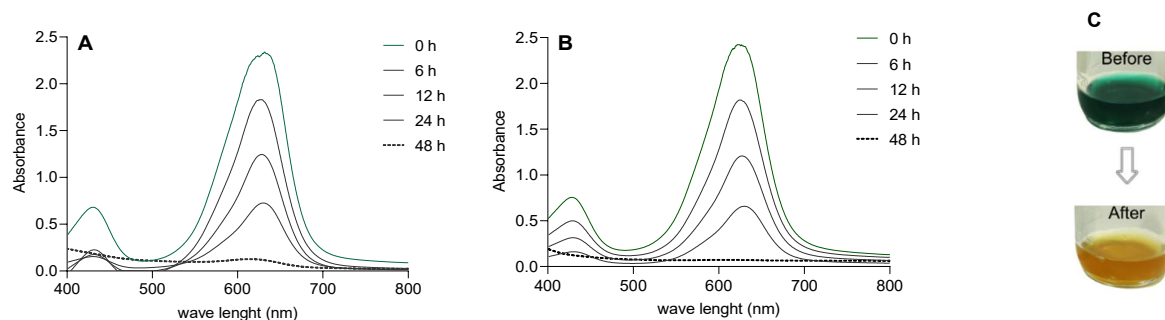 A
2.5
2.0
1.5
1.0
0.5
0.0
400
500
600
700
800
Absorbance
wave lenght (nm)
0 h
6 h
12 h
24 h
48 h
B
2.5
2.0
1.5
1.0
0.5
0.0
400
500
600
700
800
Absorbance
wave lenght (nm)
0 h
6 h
12 h
24 h
48 h
C
Before
After